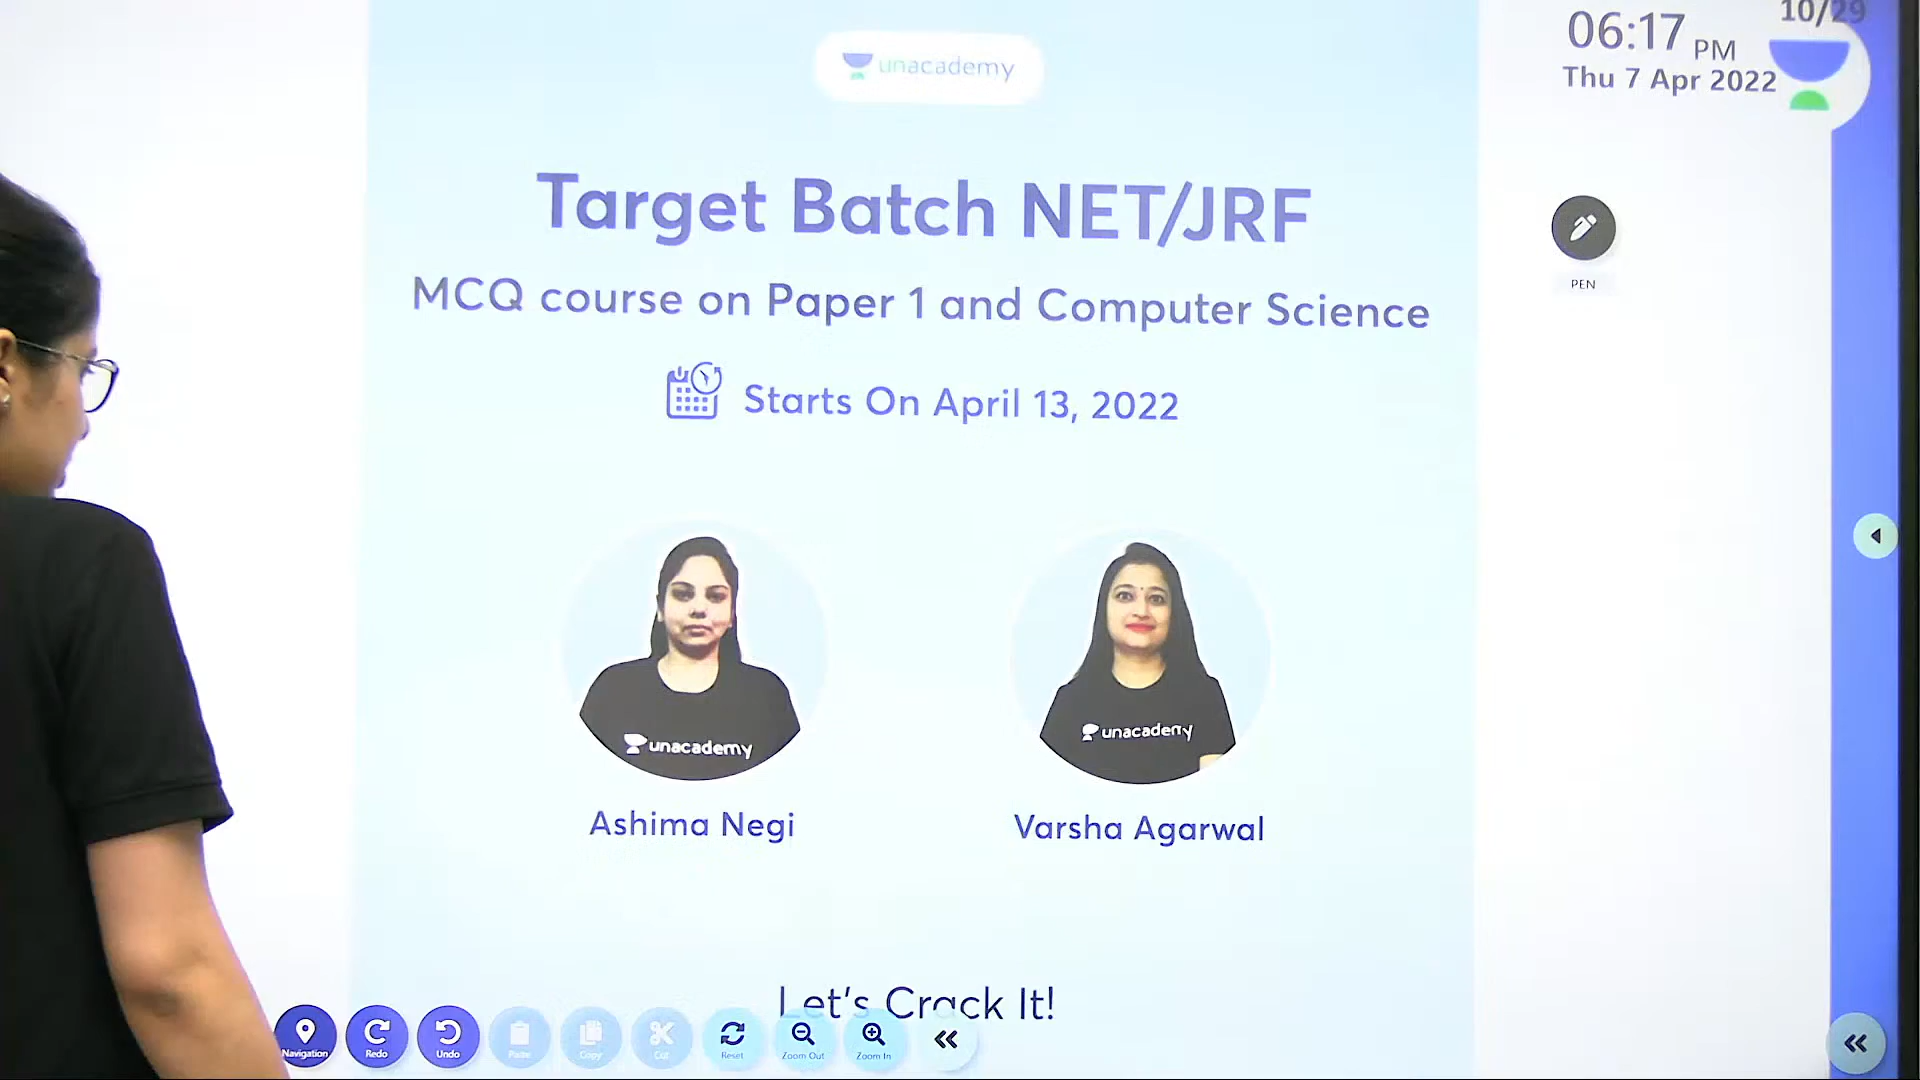 10/29
06:17 PM
Thu 7 Apr 2022
unacademy
Target Batch NET/JRF
MCQ course on Paper 1 and Computer Science
Starts On April 13, 2022
PEN
unacademy
unacademy
Ashima Negi
Varsha Agarwal
Let's Crack It!
Navigation
Redo
Undo
Paste
Copy
Cut
Reset
Zoom Out
Zoom In